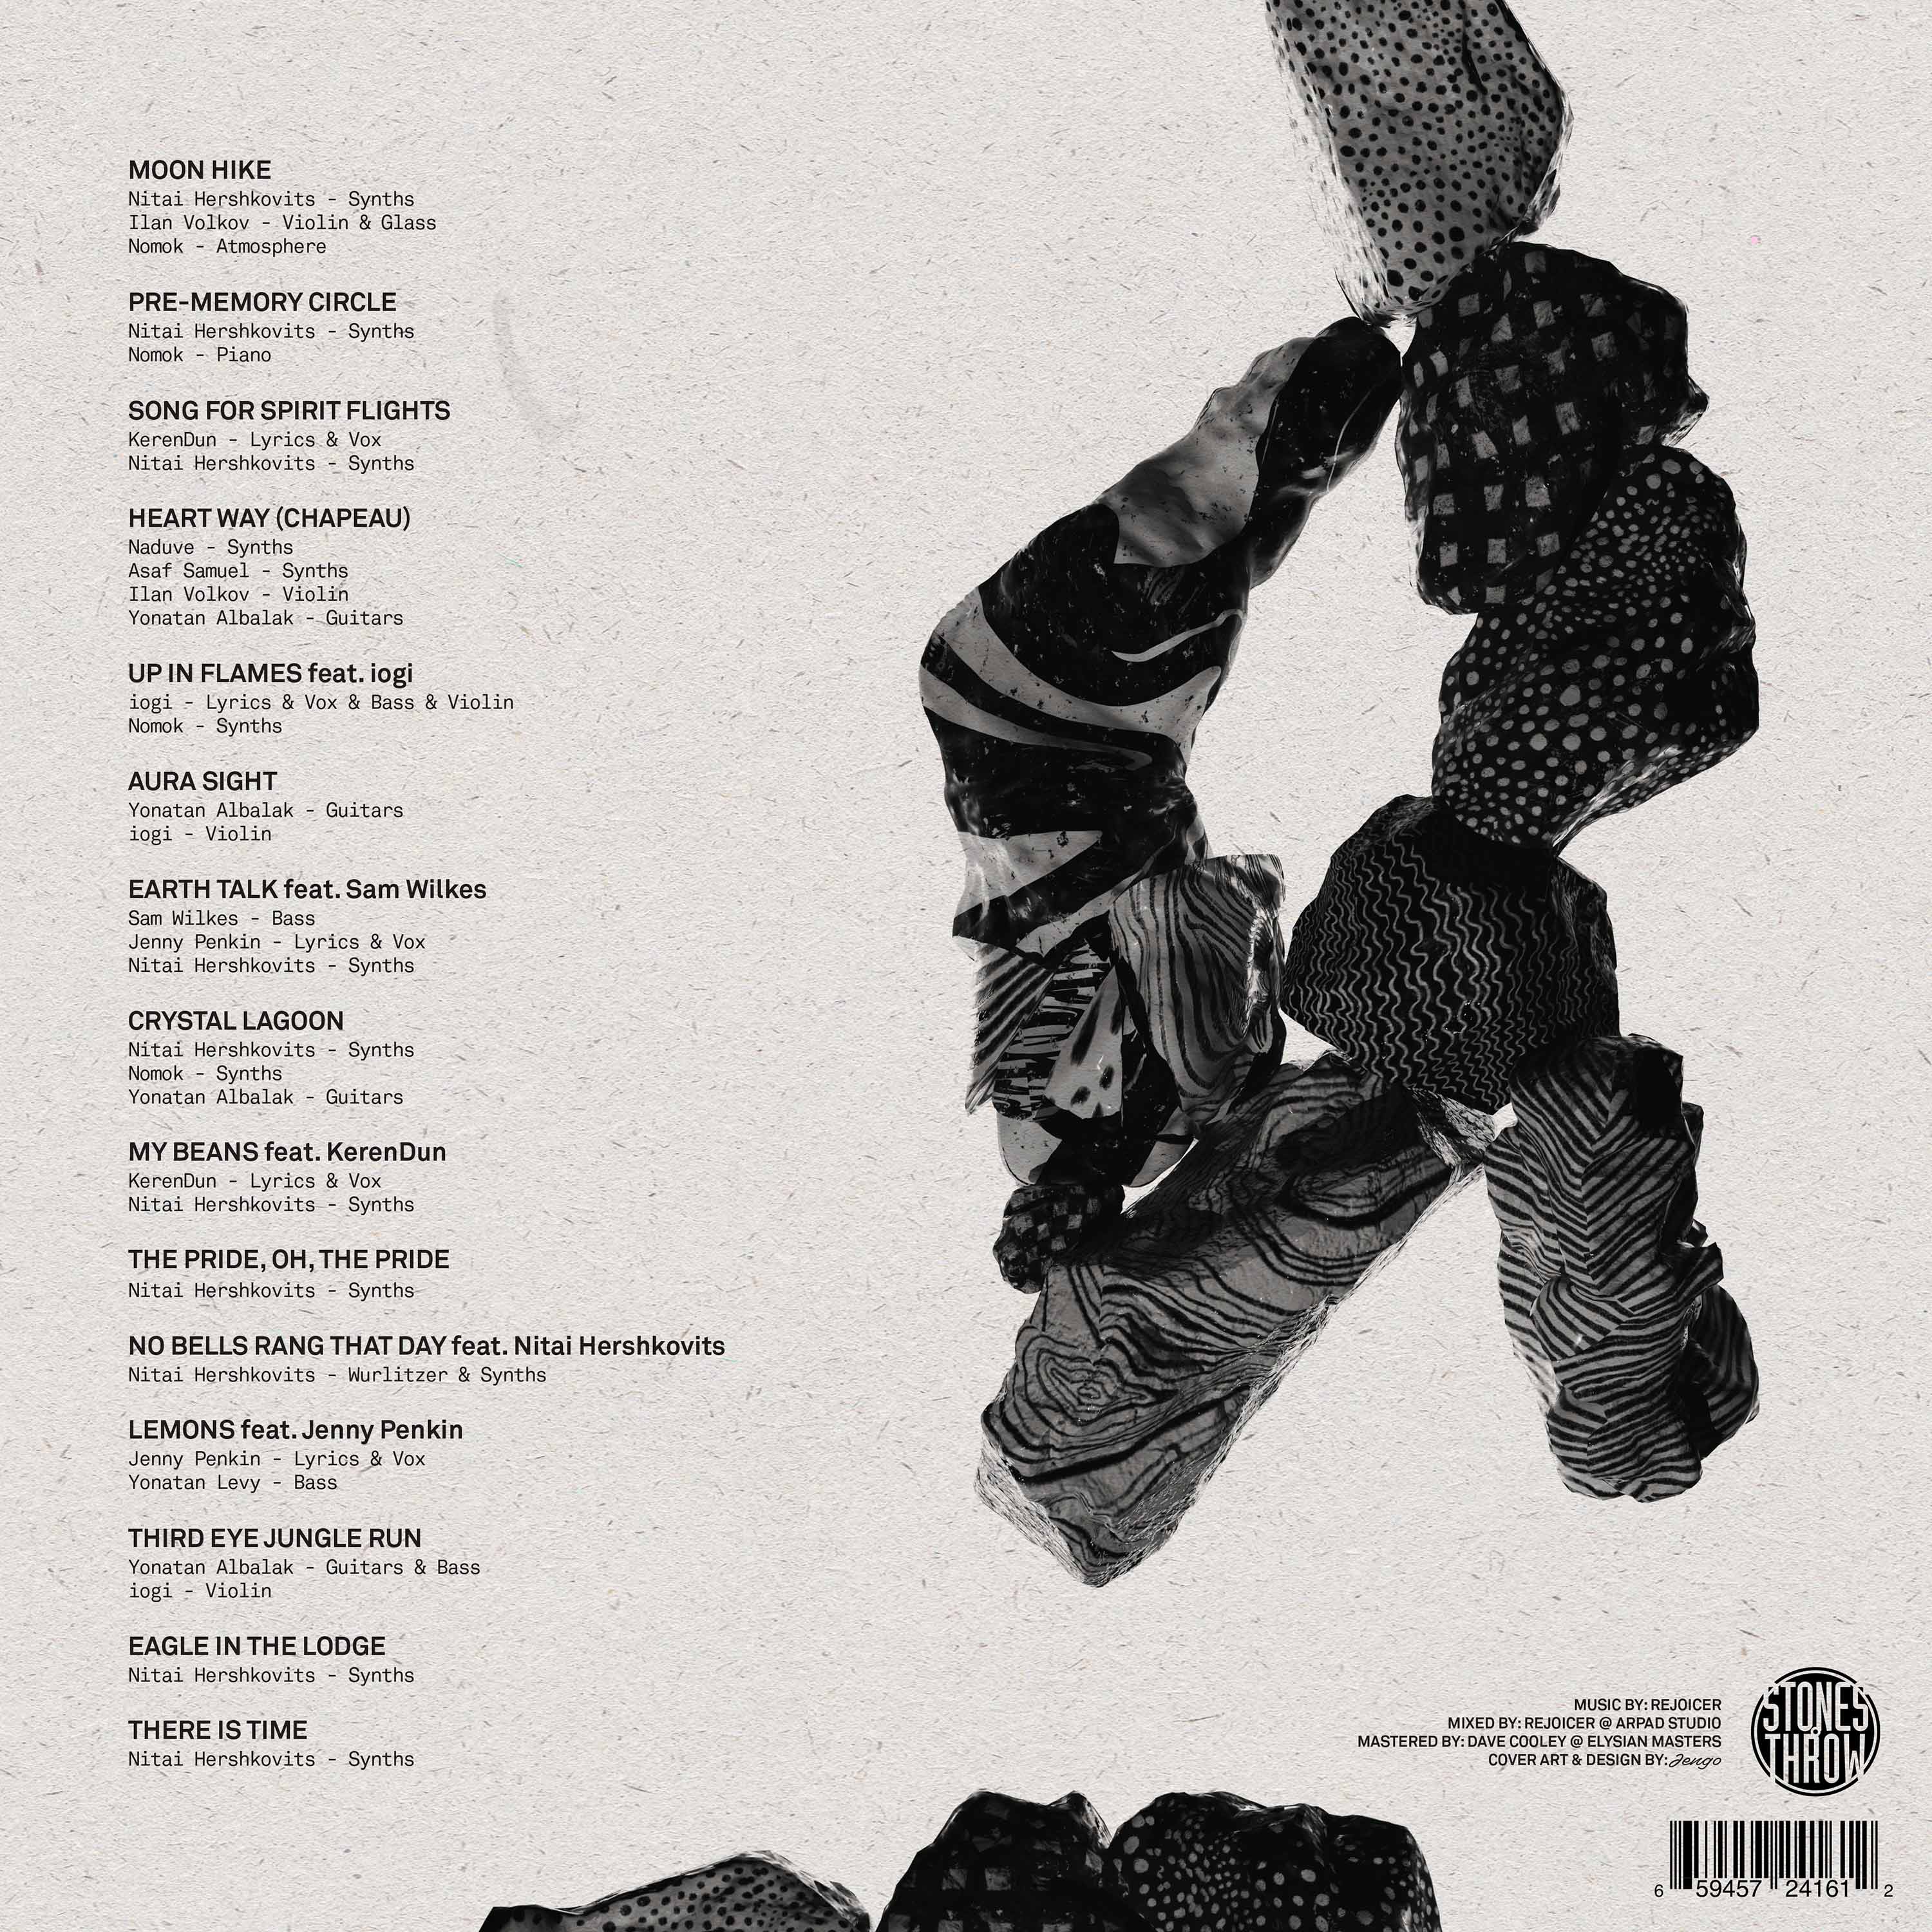 MOON HIKE
Nitai Hershkovits - Synths
Ilan Volkov - Violin & Glass
Nomok - Atmosphere
PRE-MEMORY CIRCLE
Nitai Hershkovits - Synths
Nomok - Piano
SONG FOR SPIRIT FLIGHTS
KerenDun - Lyrics & Vox
Nitai Hershkovits - Synths
HEART WAY (CHAPEAU)
Naduve - Synths
Asaf Samuel - Synths
Ilan Volkov - Violin
Yonatan Albalak - Guitars
UP IN FLAMES feat. iogi
iogi - Lyrics & Vox & Bass & Violin
Nomok - Synths
AURA SIGHT
Yonatan Albalak - Guitars
iogi - Violin
EARTH TALK feat. Sam Wilkes
Sam Wilkes - Bass
Jenny Penkin - Lyrics & Vox
Nitai Hershkovits - Synths
CRYSTAL LAGOON
Nitai Hershkovits - Synths
Nomok - Synths
Yonatan Albalak - Guitars
MY BEANS feat. KerenDun
KerenDun - Lyrics & Vox
Nitai Hershkovits - Synths
THE PRIDE, OH, THE PRIDE
Nitai Hershkovits - Synths
NO BELLS RANG THAT DAY feat. Nitai Hershkovits
Nitai Hershkovits - Wurlitzer & Synths
LEMONS feat. Jenny Penkin
Jenny Penkin - Lyrics & Vox
Yonatan Levy - Bass
THIRD EYE JUNGLE RUN
Yonatan Albalak - Guitars & Bass
iogi - Violin
EAGLE IN THE LODGE
Nitai Hershkovits - Synths
THERE IS TIME
Nitai Hershkovits - Synths
MUSIC BY: REJOICER
MIXED BY: REJOICER @ ARPAD STUDIO
MASTERED BY: DAVE COOLEY @ ELYSIAN MASTERS
COVER ART & DESIGN BY: Jengo
STONES
THROW
6 59457 24161 2